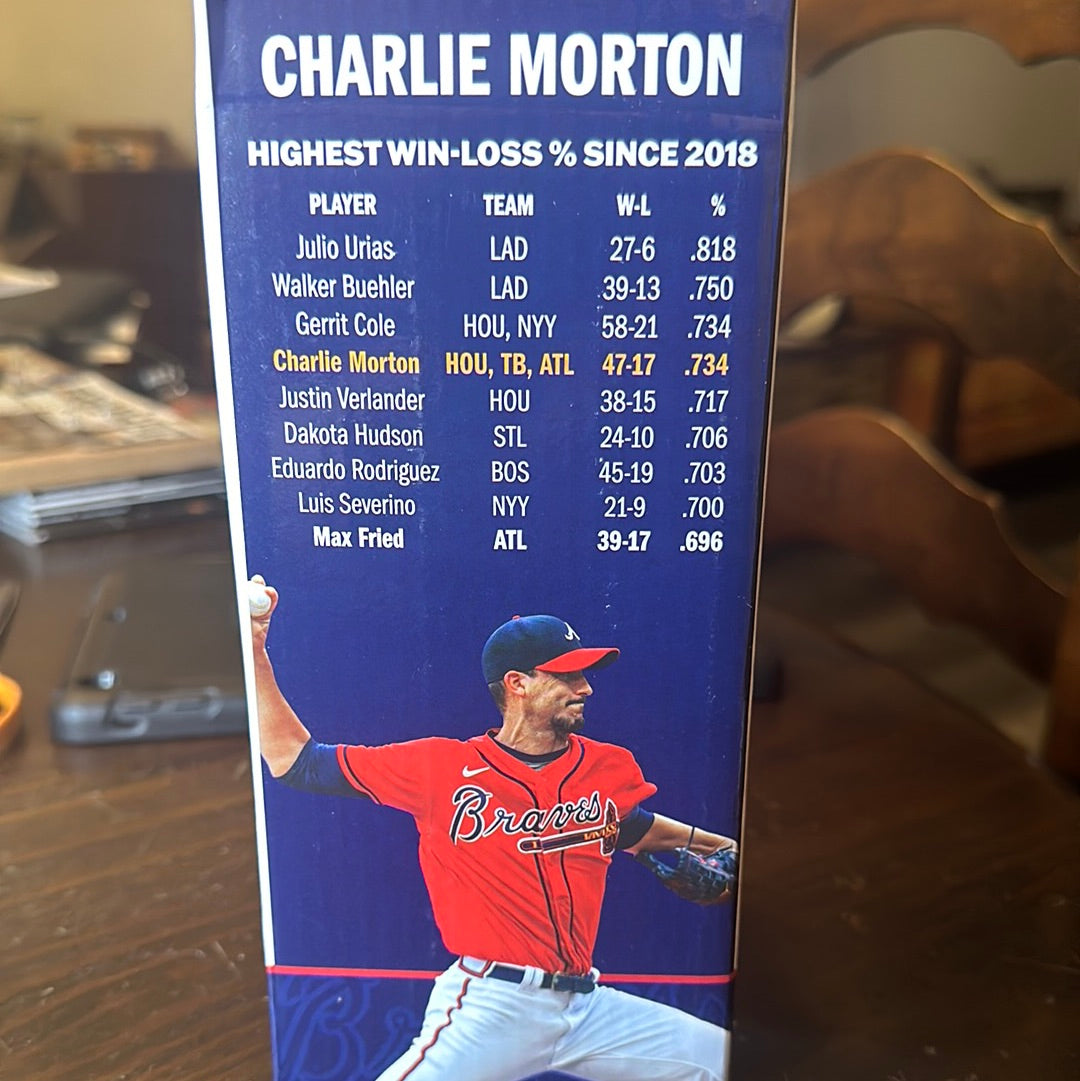 CHARLIE MORTON
HIGHEST WIN-LOSS % SINCE 2018
PLAYER TEAM W-L %
Julio Urias LAD 27-6 .818
Walker Buehler LAD 39-13 .750
Gerrit Cole HOU, NYY 58-21 .734
Charlie Morton HOU, TB, ATL 47-17 .734
Justin Verlander HOU 38-15 .717
Dakota Hudson STL 24-10 .706
Eduardo Rodriguez BOS 45-19 .703
Luis Severino NYY 21-9 .700
Max Fried ATL 39-17 .696
A
Braves